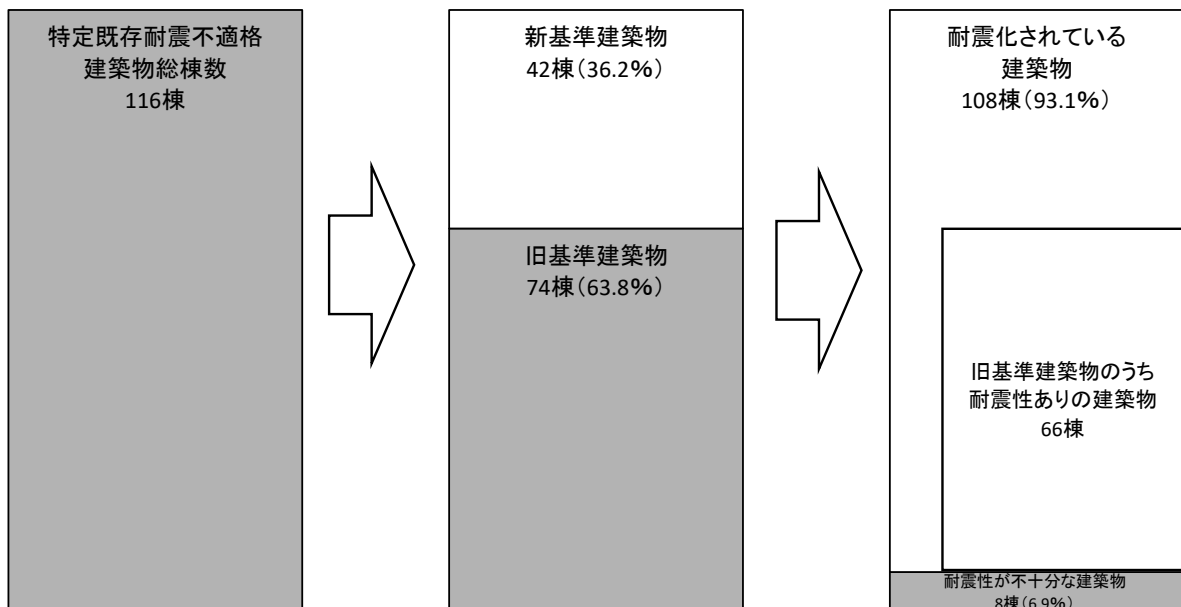 特定既存耐震不適格
建築物総棟数
116棟
新基準建築物
42棟(36.2%)
旧基準建築物
74棟(63.8%)
耐震化されている
建築物
108棟(93.1%)
旧基準建築物のうち
耐震性ありの建築物
66棟
耐震性が不十分な建築物
8棟(6.9%)